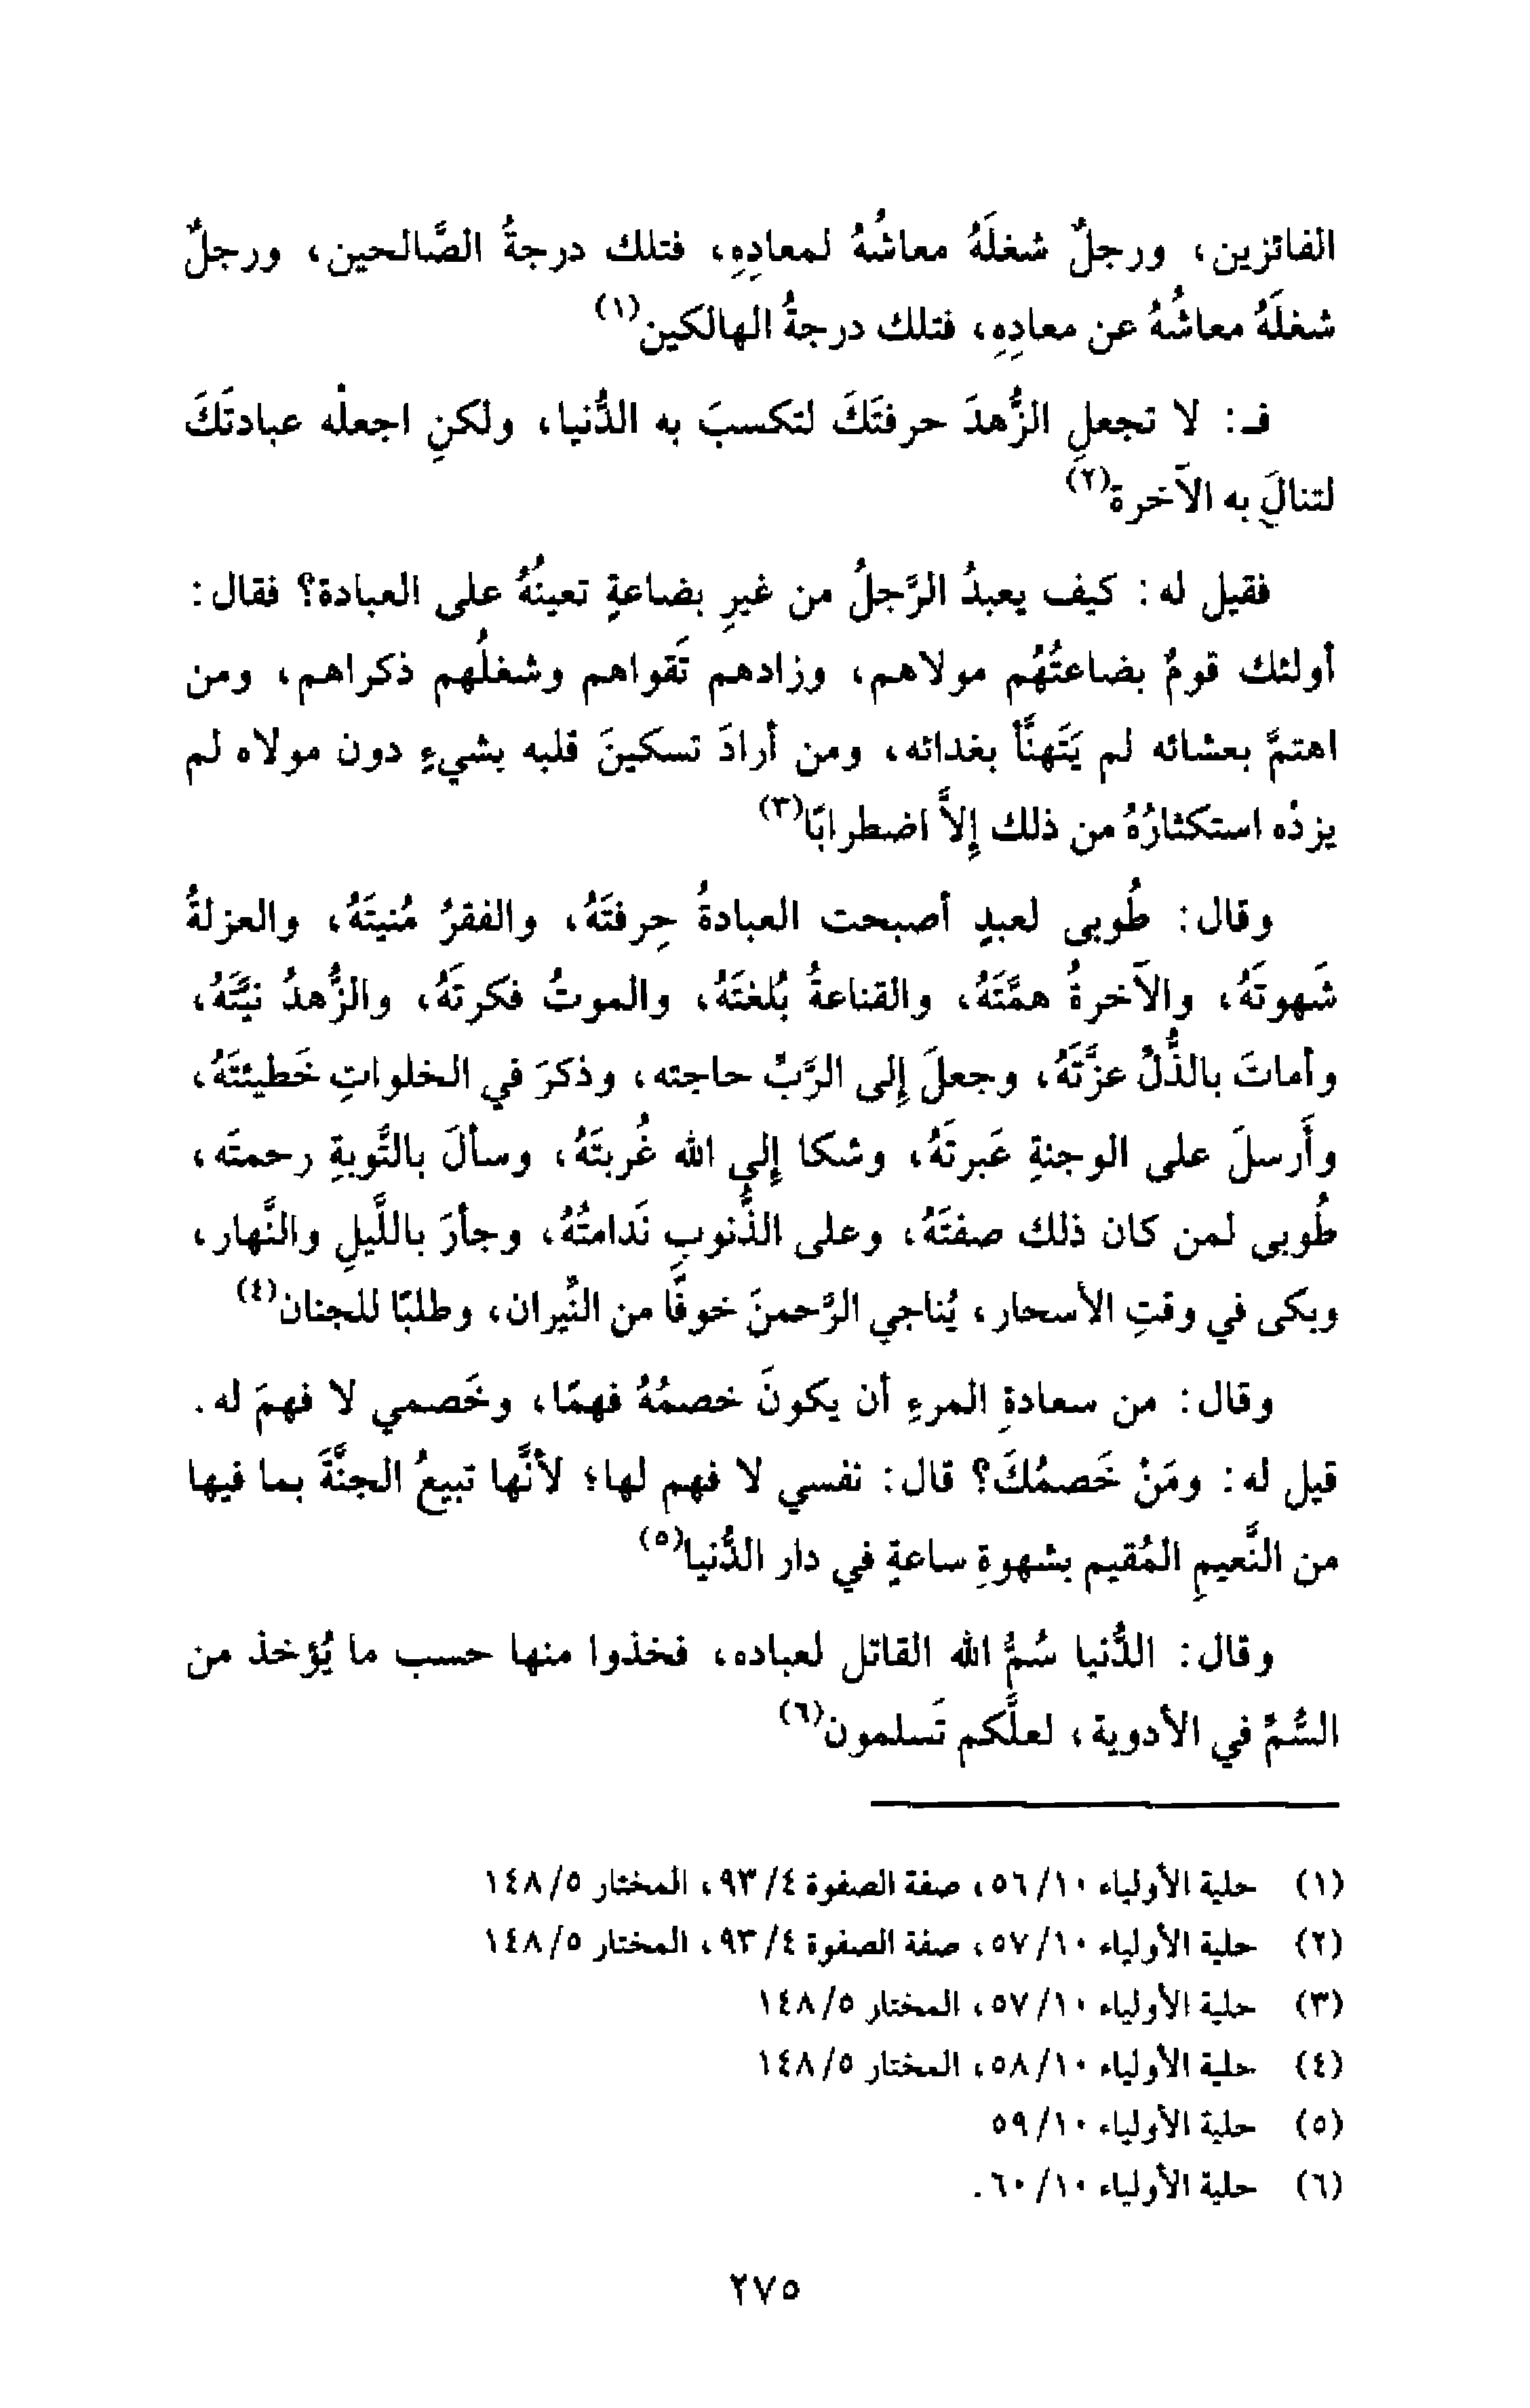 الفائزين، ورجلٌ شغلَهُ معاشُهُ لمعادِهِ، فتلك درجةُ الصَّالحين، ورجلٌ
شغلَهُ معاشُهُ عن معادِهِ، فتلك درجةُ الهالكين(١)
فـ: لا تجعلِ الزُّهدَ حرفتَكَ لتكسبَ به الدُّنيا، ولكنِ اجعلْه عبادتَكَ
لتنالَ به الآخرة(٢)
فقيل له: كيف يعبدُ الرَّجلُ من غيرِ بضاعةٍ تعينُهُ على العبادة؟ فقال:
أولئك قومٌ بضاعتُهُم مولاهم، وزادهم تَقواهم وشغلُهم ذكراهم، ومن
اهتمَّ بعشائه لم يَتَهنَّأ بغدائه، ومن أرادَ تسكينَ قلبه بشيءٍ دون مولاه لم
يزدْه استكثارُهُ من ذلك إلاَّ اضطرابًا(٣)
وقال: طُوبى لعبدٍ أصبحت العبادةُ حِرفتَهُ، والفقرُ مُنيتَهُ، والعزلةُ
شَهوتَهُ، والآخرةُ همَّتَهُ، والقناعةُ بُلغتَهُ، والموتُ فكرتَهُ، والزُّهدُ نيَّتَهُ،
وأماتَ بالذُّلِّ عزَّتَهُ، وجعلَ إلى الرَّبِّ حاجته، وذكرَ في الخلواتِ خَطيئتَهُ،
وأَرسلَ على الوجنةِ عَبرتَهُ، وشكا إلى الله غُربتَهُ، وسألَ بالتَّوبةِ رحمتَه،
طُوبى لمن كان ذلك صفتَهُ، وعلى الذُّنوبِ نَدامتُهُ، وجأرَ باللَّيلِ والنَّهار،
وبكى في وقتِ الأسحار، يُناجي الرَّحمنَ خوفًا من النِّيران، وطلبًا للجنان(٤)
وقال: من سعادةِ المرءِ أن يكونَ خصمُهُ فهمًا، وخَصمي لا فهمَ له.
قيل له: ومَنْ خَصمُكَ؟ قال: نفسي لا فهم لها؛ لأنَّها تبيعُ الجنَّةَ بما فيها
من النَّعيمِ المُقيم بشهوةِ ساعةٍ في دار الدُّنيا(٥)
وقال: الدُّنيا سُمُّ الله القاتل لعباده، فخذوا منها حسب ما يُؤخذ من
السُّمِّ في الأدوية، لعلَّكم تَسلمون(٦)
(١) حلية الأولياء ٥٦/١٠، صفة الصفوة ٩٣/٤، المختار ١٤٨/٥
(٢) حلية الأولياء ٥٧/١٠، صفة الصفوة ٩٣/٤، المختار ١٤٨/٥
(٣) حلية الأولياء ٥٧/١٠، المختار ١٤٨/٥
(٤) حلية الأولياء ٥٨/١٠، المختار ١٤٨/٥
(٥) حلية الأولياء ٥٩/١٠
(٦) حلية الأولياء ٦٠/١٠.
٢٧٥